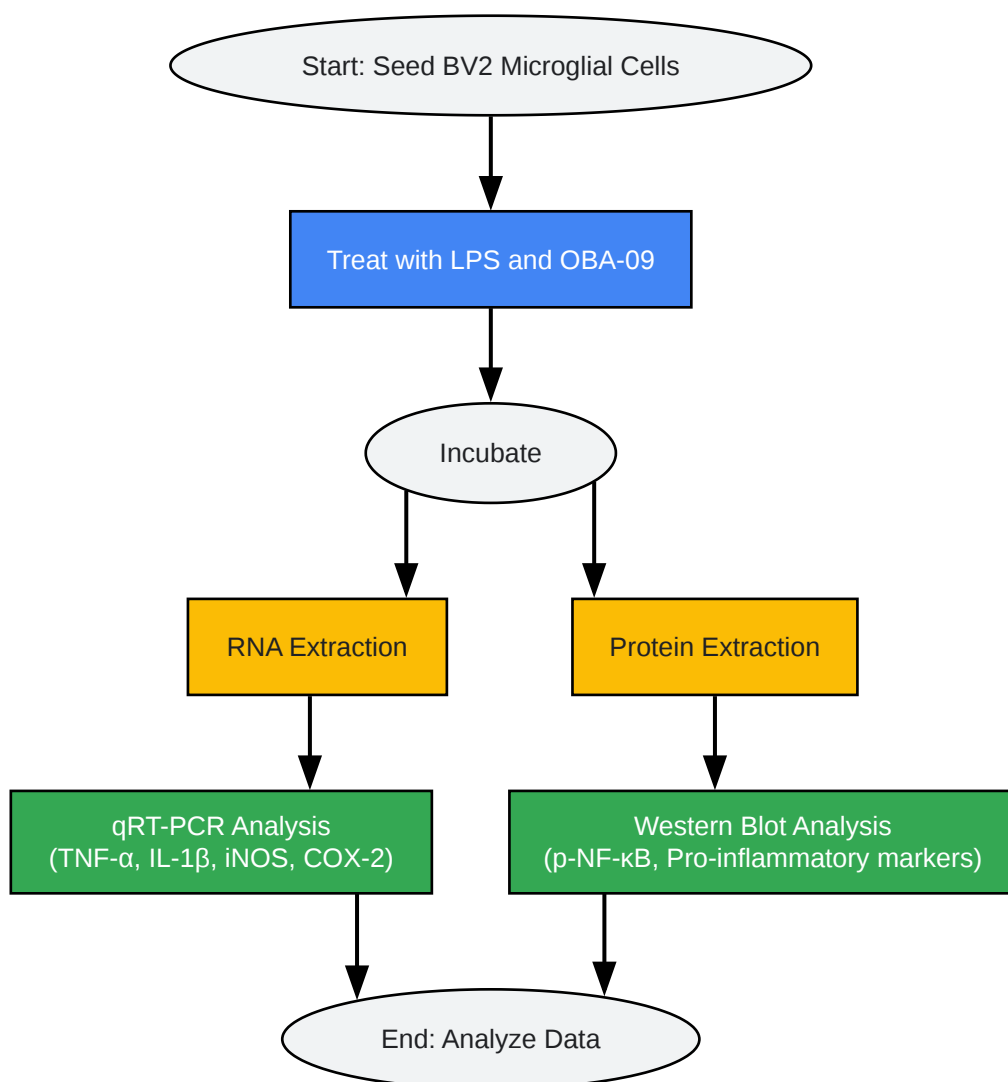 Start: Seed BV2 Microglial Cells
Treat with LPS and OBA-09
Incubate
RNA Extraction
Protein Extraction
qRT-PCR Analysis
(TNF-α, IL-1β, iNOS, COX-2)
Western Blot Analysis
(p-NF-κB, Pro-inflammatory markers)
End: Analyze Data